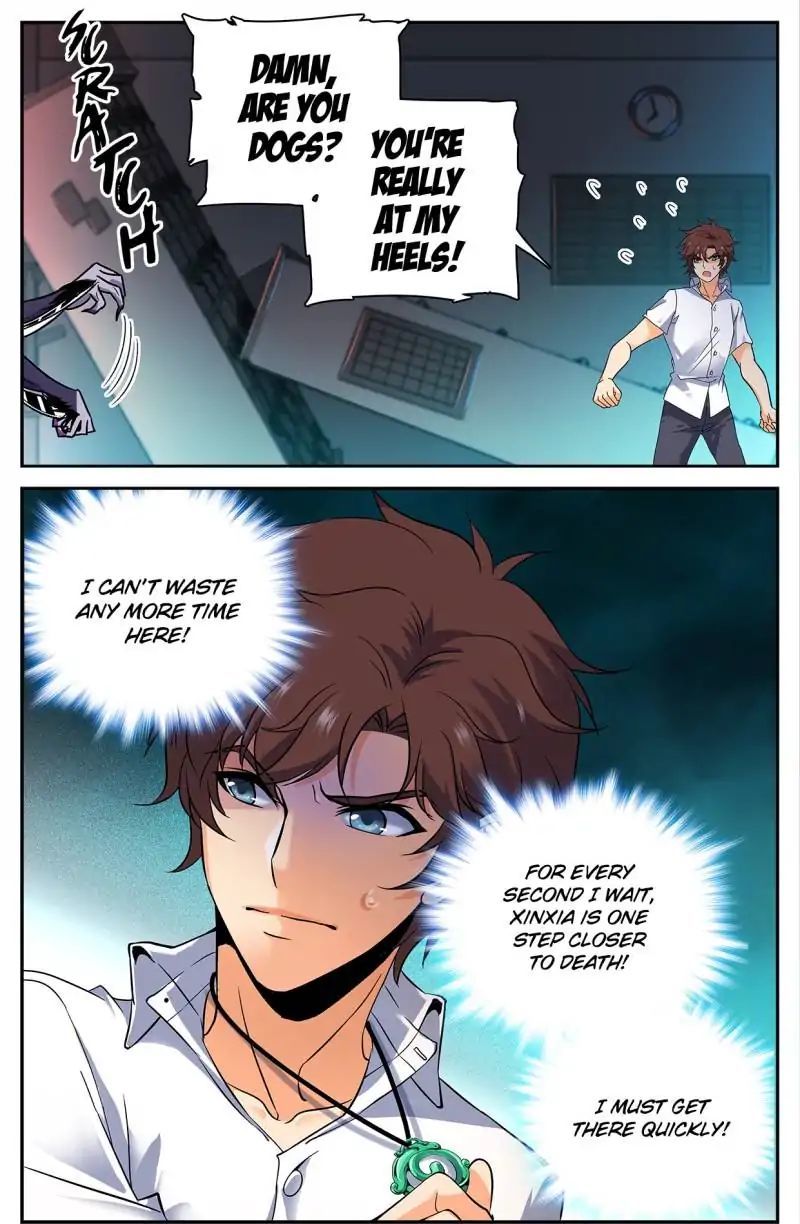 SCRATCH
DAMN,
ARE YOU
DOGS?
YOU'RE
REALLY
AT MY
HEELS!
I CAN'T WASTE
ANY MORE TIME
HERE!
FOR EVERY
SECOND I WAIT,
XINXIA IS ONE
STEP CLOSER
TO DEATH!
I MUST GET
THERE QUICKLY!